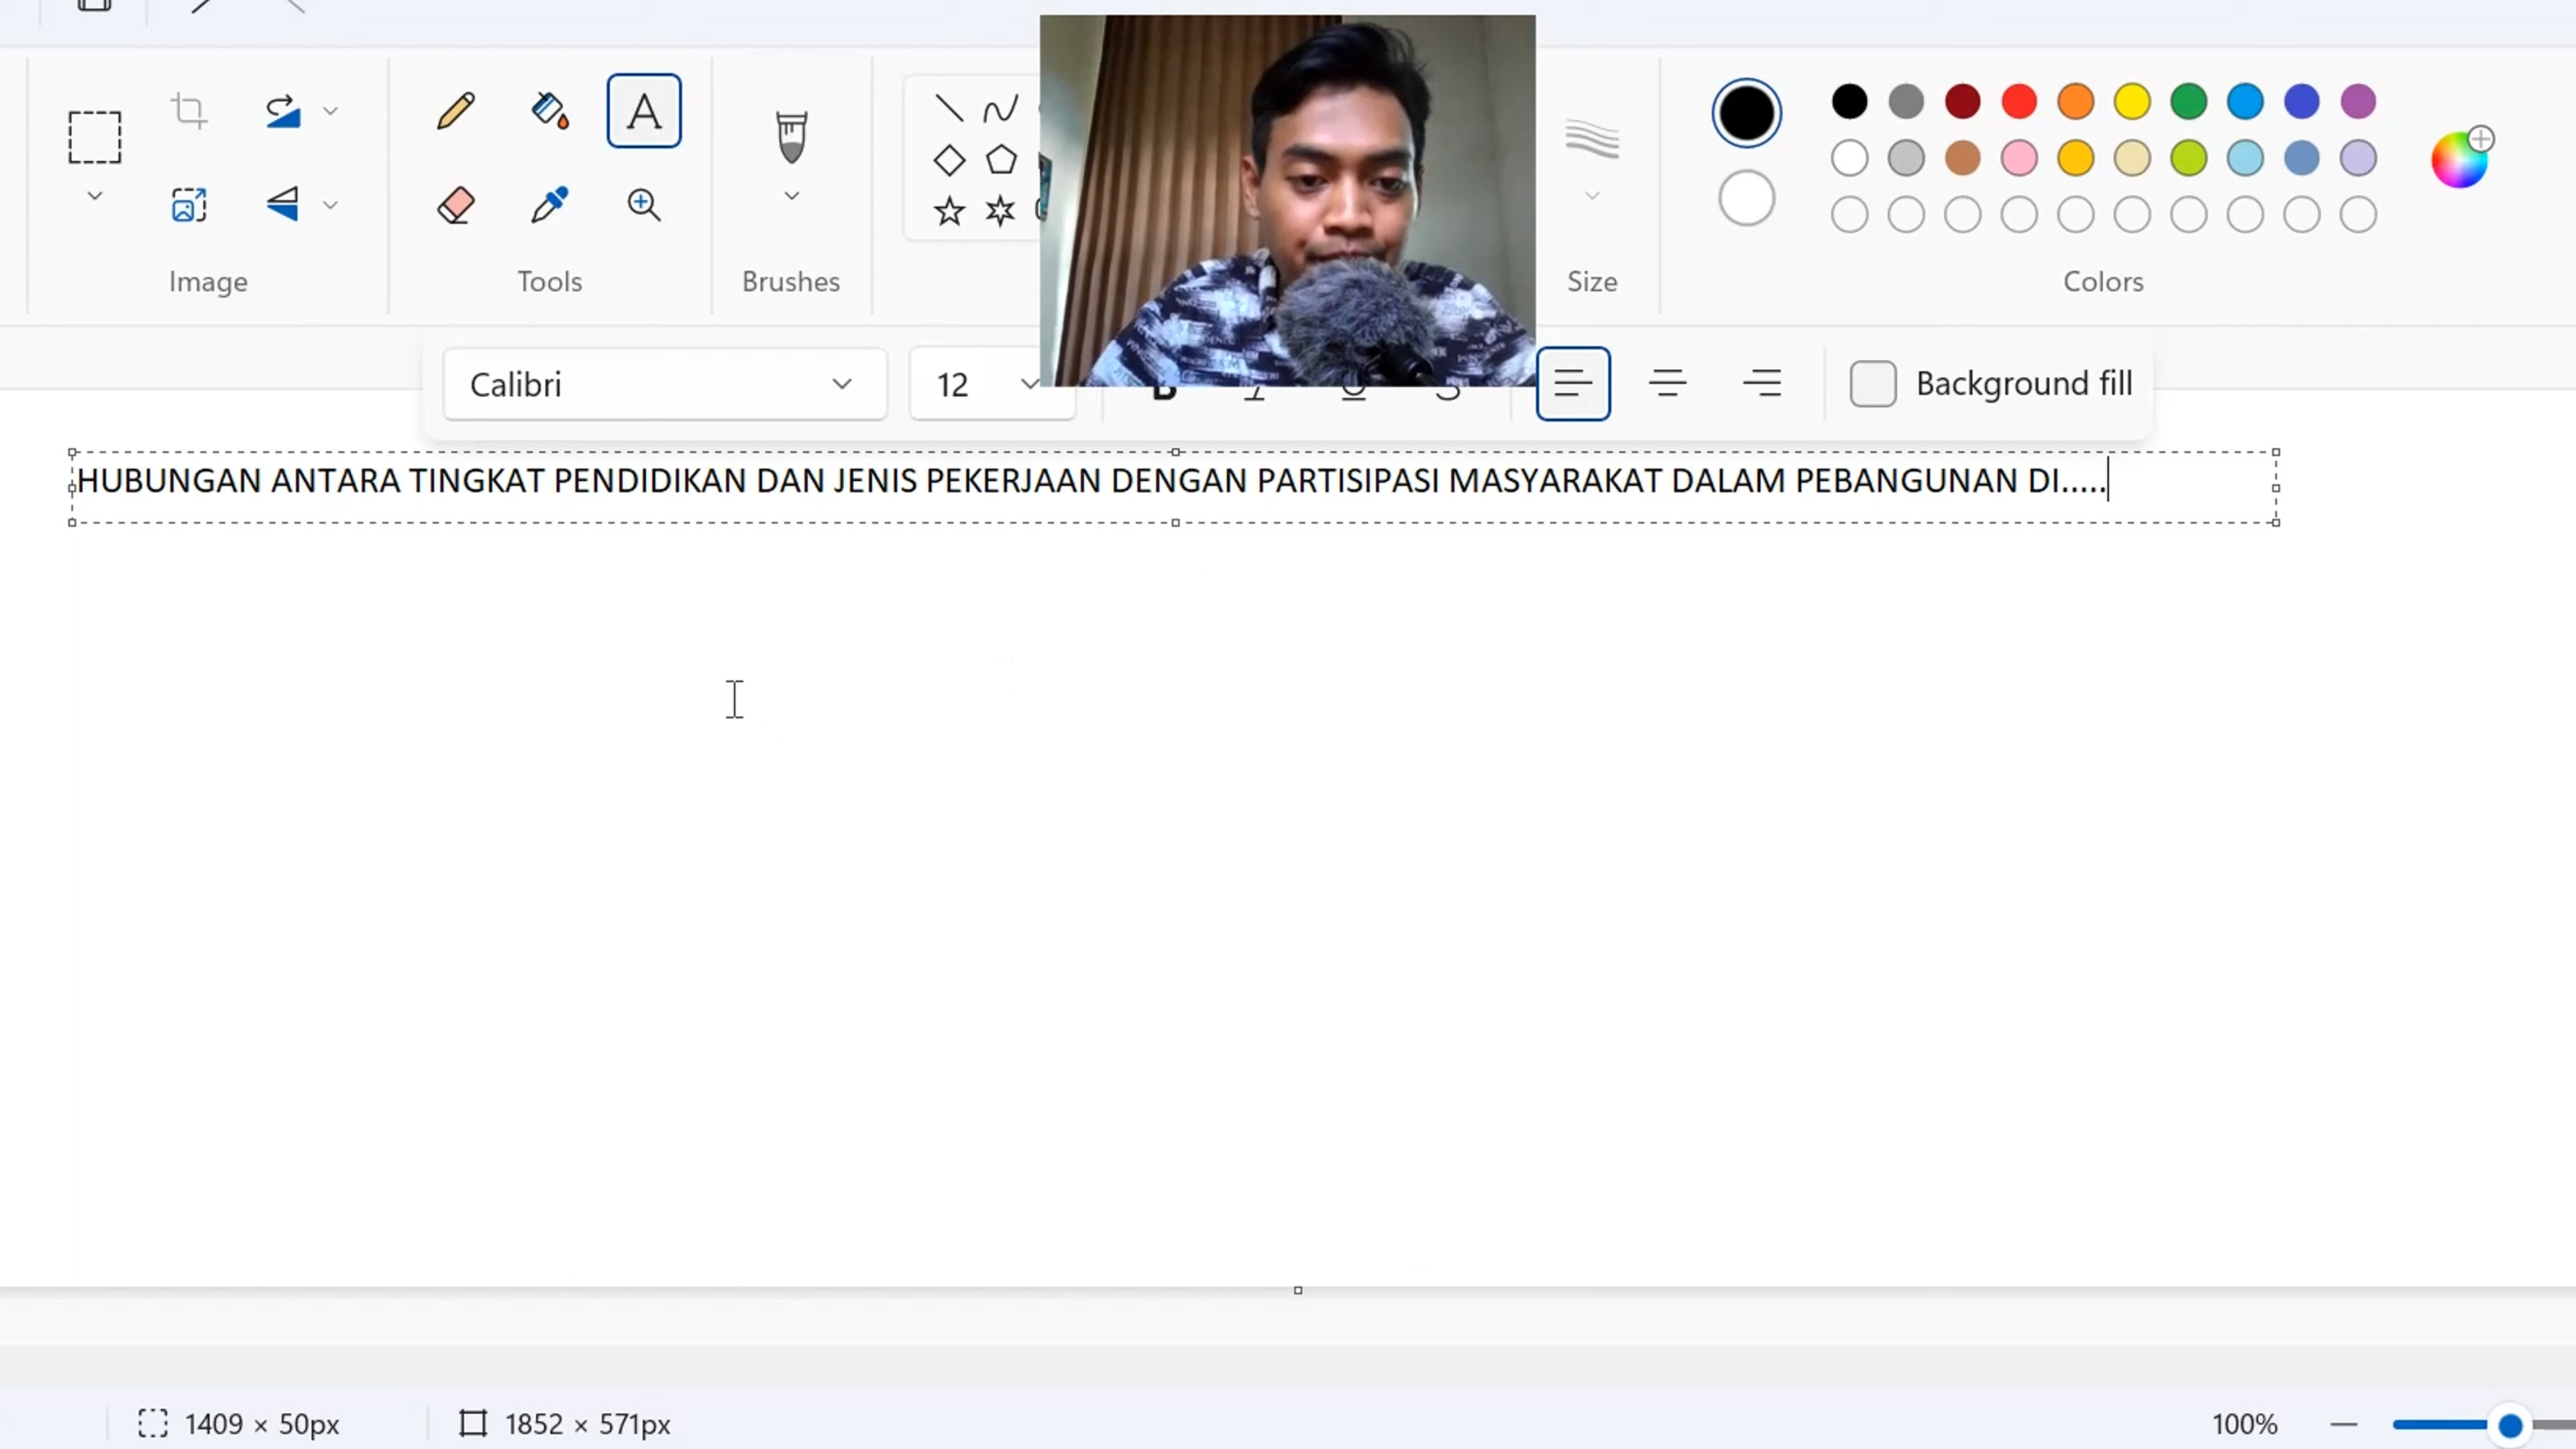 Image
Tools
Brushes
Size
Colors
Calibri
12
Background fill
HUBUNGAN ANTARA TINGKAT PENDIDIKAN DAN JENIS PEKERJAAN DENGAN PARTISIPASI MASYARAKAT DALAM PEBANGUNAN DI.....
1409 × 50px
1852 × 571px
100%